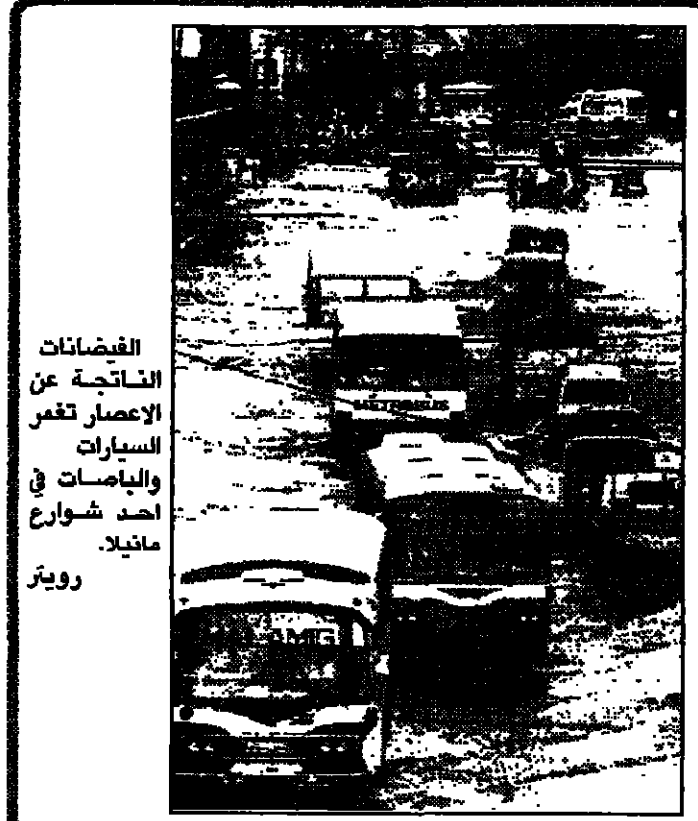 الفيضانات
الناتجة عن
الاعصار تغمر
السيارات
والباصات في
احد شوارع
مانيلا.
رويتر